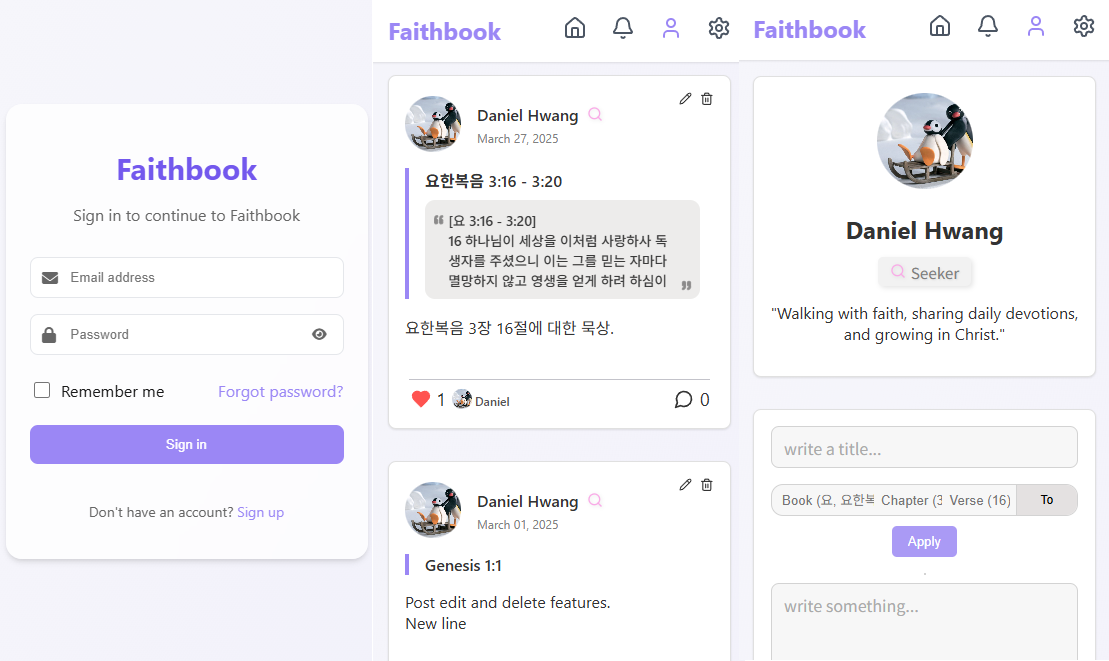 Faithbook
Sign in to continue to Faithbook
Email address
Password
Remember me
Forgot password?
Sign in
Don't have an account? Sign up
Faithbook
Daniel Hwang
March 27, 2025
요한복음 3:16 - 3:20
❝ [요 3:16 - 3:20]
16 하나님이 세상을 이처럼 사랑하사 독
생자를 주셨으니 이는 그를 믿는 자마다
멸망하지 않고 영생을 얻게 하려 하심이 ❞
요한복음 3장 16절에 대한 묵상.
1 Daniel 0
Daniel Hwang
March 01, 2025
Genesis 1:1
Post edit and delete features.
New line
Faithbook
Daniel Hwang
Seeker
"Walking with faith, sharing daily devotions,
and growing in Christ."
write a title...
Book (요, 요한복 Chapter (3 Verse (16) To
Apply
.
write something...